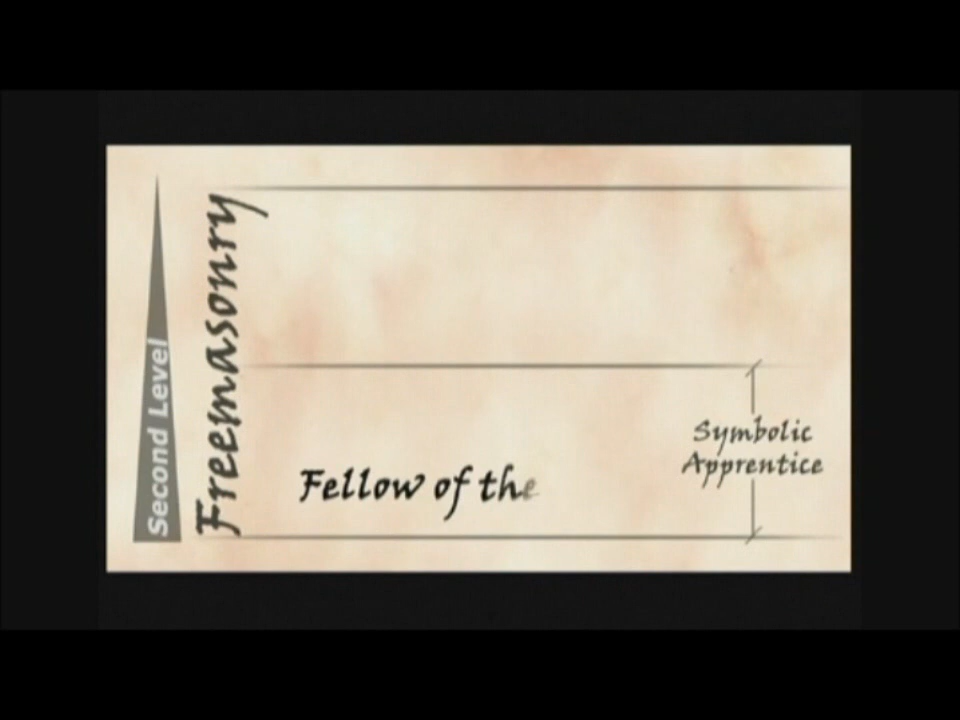 Second Level
Freemasonry
Symbolic
Apprentice
Fellow of the